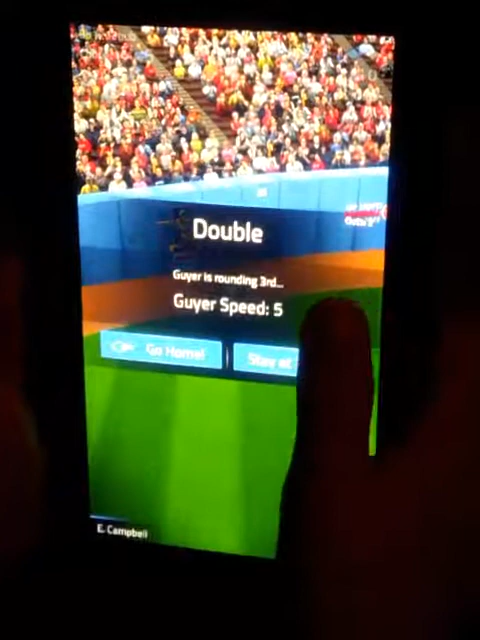 Double
Guyer is rounding 3rd...
Guyer Speed: 5
Go Home!
Stay at
E. Campbell